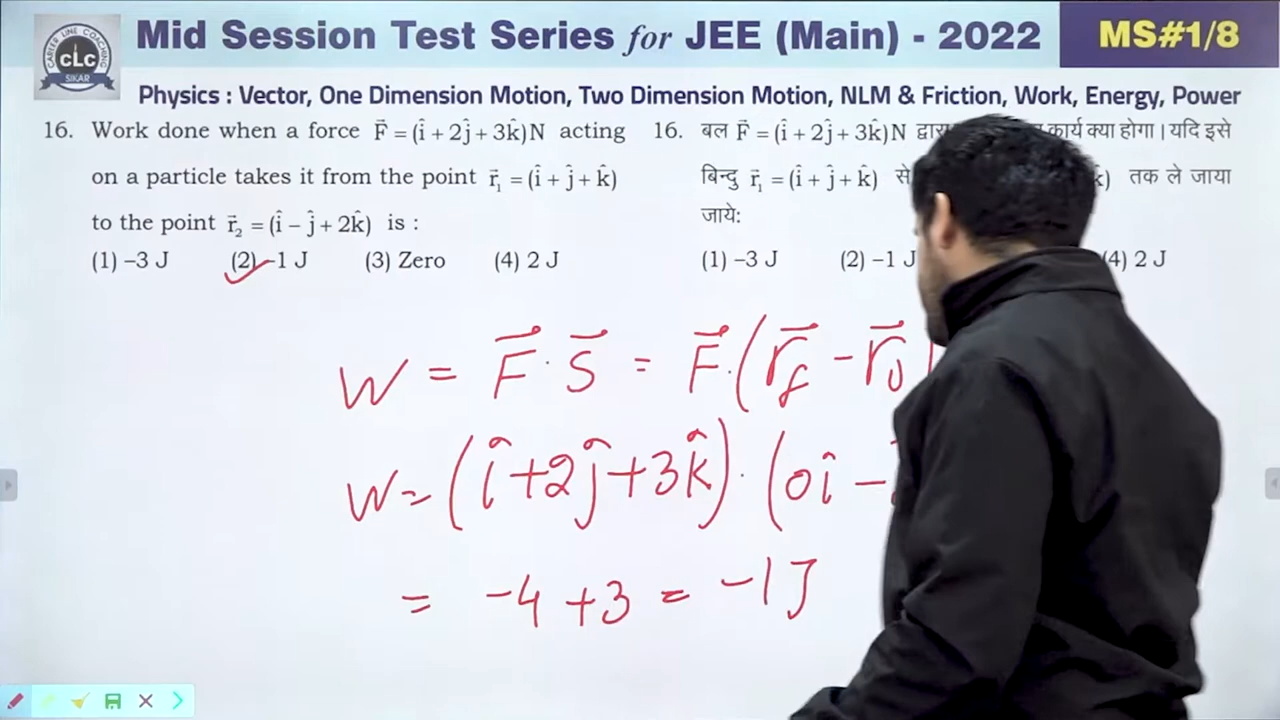 CAREER LINE COACHING
CLC
SIKAR
Mid Session Test Series for JEE (Main) - 2022
MS#1/8
Physics : Vector, One Dimension Motion, Two Dimension Motion, NLM & Friction, Work, Energy, Power
16. Work done when a force F⃗ = (î + 2ĵ + 3k̂)N acting
on a particle takes it from the point r⃗₁ = (î + ĵ + k̂)
to the point r⃗₂ = (î − ĵ + 2k̂) is :
(1) –3 J (2) –1 J (3) Zero (4) 2 J
16. बल F⃗ = (î + 2ĵ + 3k̂)N कार्य क्या होगा। यदि इसे
बिन्दु r⃗₁ = (î + ĵ + k̂) से k̂) तक ले जाया
जाये:
(1) –3 J (2) –1 J (4) 2 J
W = F⃗ · S⃗ = F⃗ · (r⃗f − r⃗
W = (î + 2ĵ + 3k̂) · (0î −
= −4 + 3 = −1 J